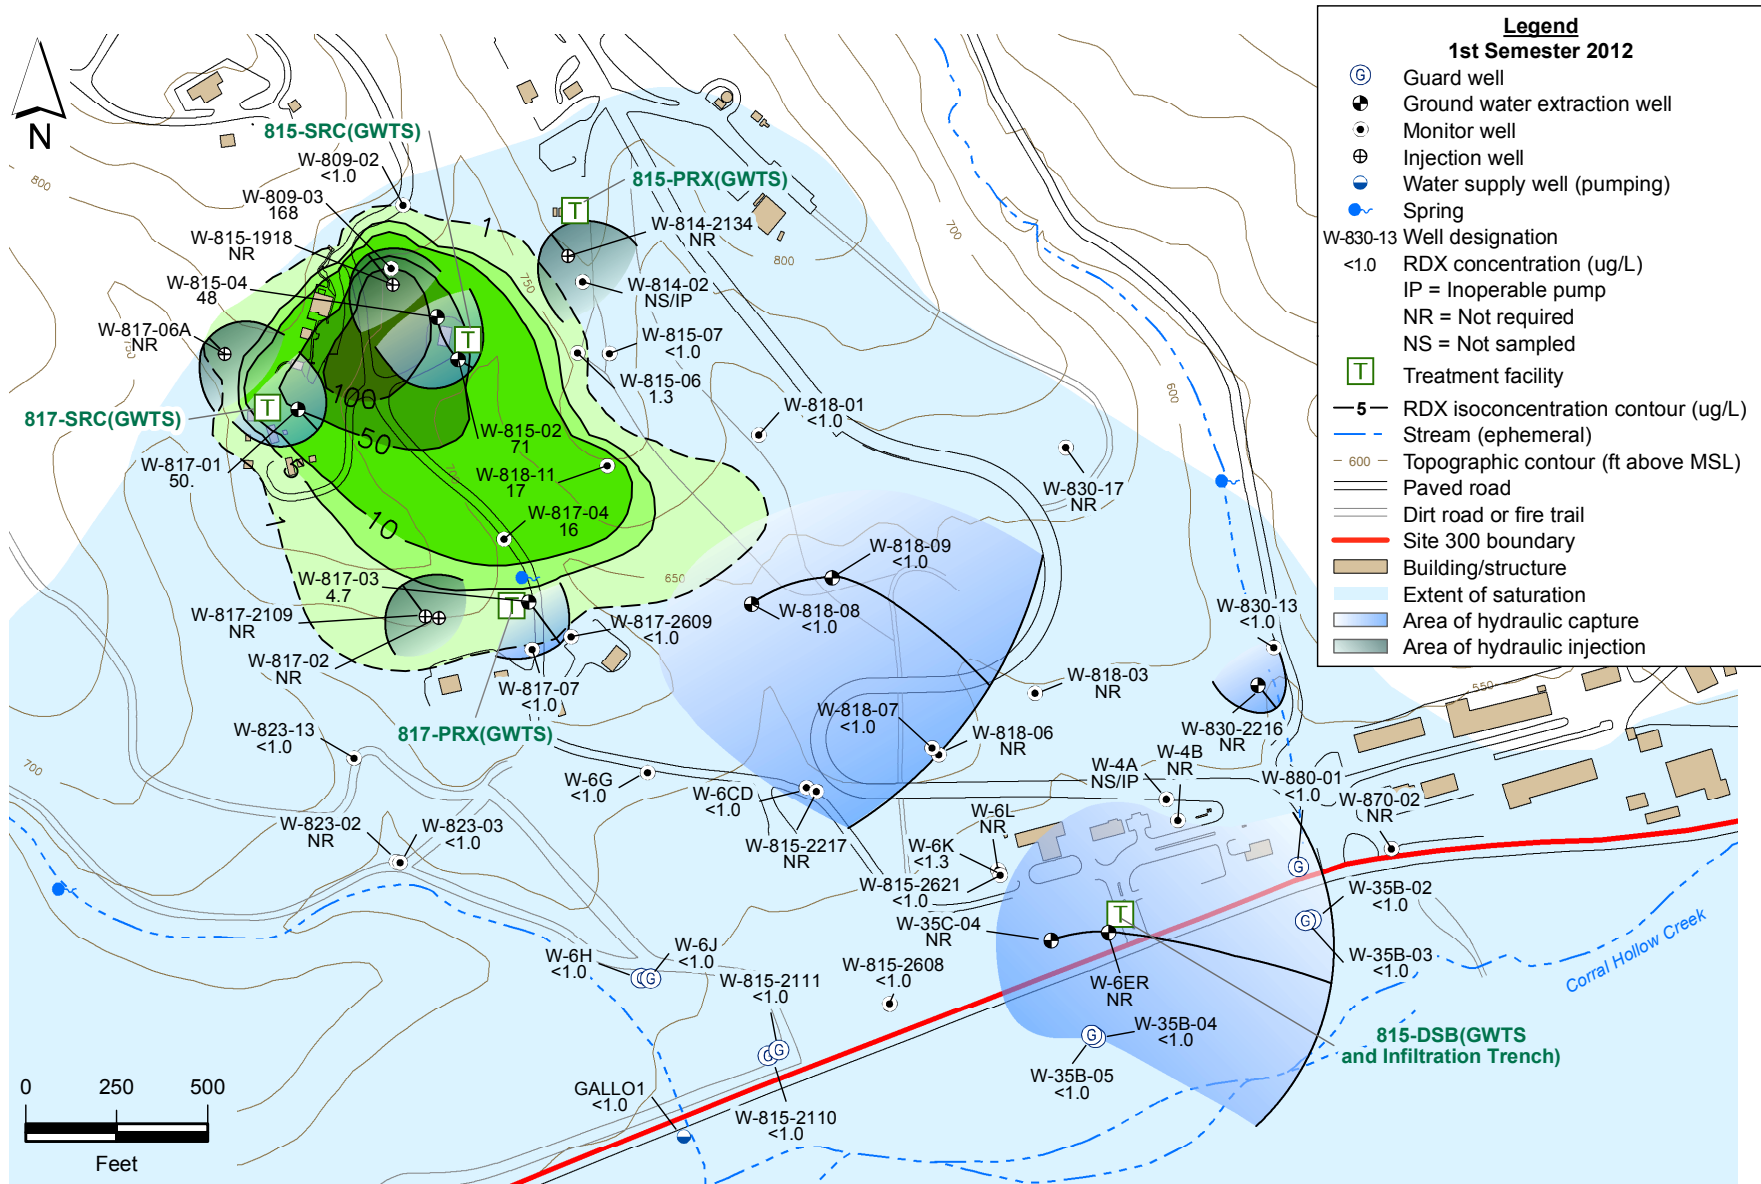 Legend
1st Semester 2012
Guard well
Ground water extraction well
Monitor well
Injection well
Water supply well (pumping)
Spring
W-830-13 Well designation
<1.0 RDX concentration (ug/L)
IP = Inoperable pump
NR = Not required
NS = Not sampled
T Treatment facility
5 RDX isoconcentration contour (ug/L)
Stream (ephemeral)
600 Topographic contour (ft above MSL)
Paved road
Dirt road or fire trail
Site 300 boundary
Building/structure
Extent of saturation
Area of hydraulic capture
Area of hydraulic injection
N
815-SRC(GWTS)
W-809-02
<1.0
W-809-03
168
W-815-1918
NR
W-815-04
48
W-817-06A
NR
817-SRC(GWTS)
W-817-01
50.
815-PRX(GWTS)
W-814-2134
NR
W-814-02
NS/IP
W-815-07
<1.0
W-815-06
1.3
W-818-01
<1.0
W-815-02
71
W-818-11
17
W-817-04
16
W-830-17
NR
W-818-09
<1.0
W-818-08
<1.0
W-817-03
4.7
W-817-2109
NR
W-817-02
NR
W-817-2609
<1.0
W-817-07
<1.0
817-PRX(GWTS)
W-830-13
<1.0
W-818-03
NR
W-830-2216
NR
W-818-07
<1.0
W-818-06
NR
W-823-13
<1.0
W-6G
<1.0
W-6CD
<1.0
W-815-2217
NR
W-4A
NS/IP
W-4B
NR
W-880-01
<1.0
W-870-02
NR
W-823-02
NR
W-823-03
<1.0
W-6L
NR
W-6K
<1.3
W-815-2621
<1.0
W-35C-04
NR
W-35B-02
<1.0
W-35B-03
<1.0
W-6H
<1.0
W-6J
<1.0
W-815-2111
<1.0
W-815-2608
<1.0
W-6ER
NR
W-35B-04
<1.0
W-35B-05
<1.0
815-DSB(GWTS
and Infiltration Trench)
Corral Hollow Creek
GALLO1
<1.0
W-815-2110
<1.0
0 250 500
Feet
1
100
50
10
1
800
750
800
700
600
700
650
550
700